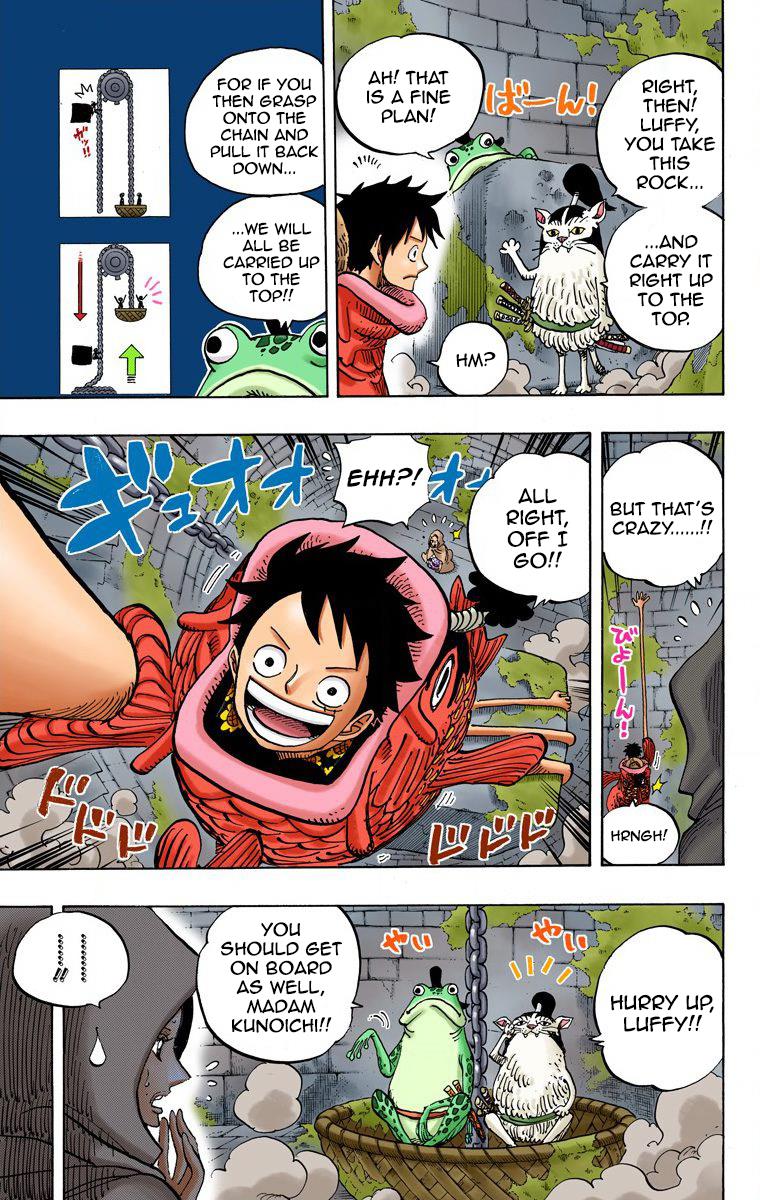 RIGHT,
THEN!
LUFFY,
YOU TAKE
THIS
ROCK...
...AND
CARRY IT
RIGHT UP
TO THE
TOP.
ばーん!
AH! THAT
IS A FINE
PLAN!
HM?
FOR IF YOU
THEN GRASP
ONTO THE
CHAIN AND
PULL IT BACK
DOWN...
...WE WILL
ALL BE
CARRIED UP
TO THE
TOP!!
BUT THAT'S
CRAZY......!!
びよーん!
HRNGH!
ALL
RIGHT,
OFF I
GO!!
EHH?!
ギュオオオ
ドドドド
ドドドド
HURRY UP,
LUFFY!!
やい
やい
YOU
SHOULD GET
ON BOARD
AS WELL,
MADAM
KUNOICHI!!